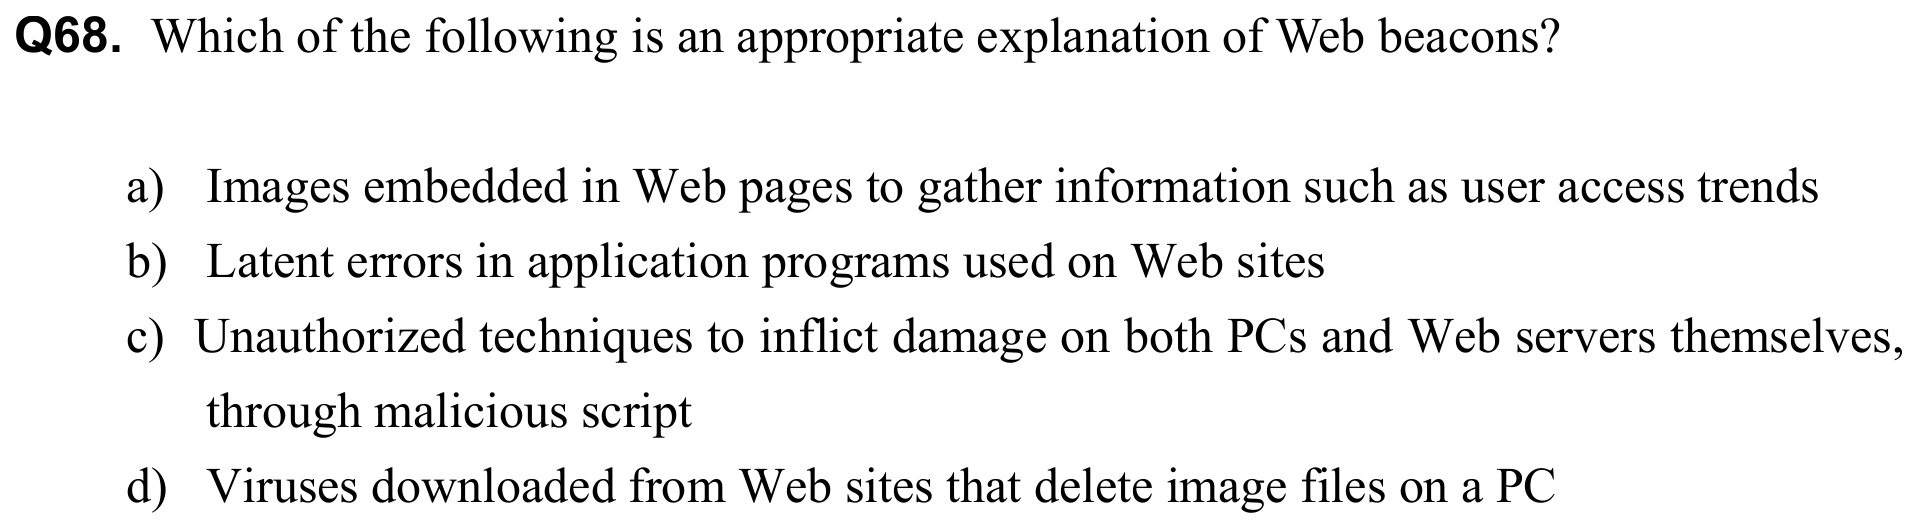 Q68. Which of the following is an appropriate explanation of Web beacons?
a) Images embedded in Web pages to gather information such as user access trends
b) Latent errors in application programs used on Web sites
c) Unauthorized techniques to inflict damage on both PCs and Web servers themselves,
through malicious script
d) Viruses downloaded from Web sites that delete image files on a PC